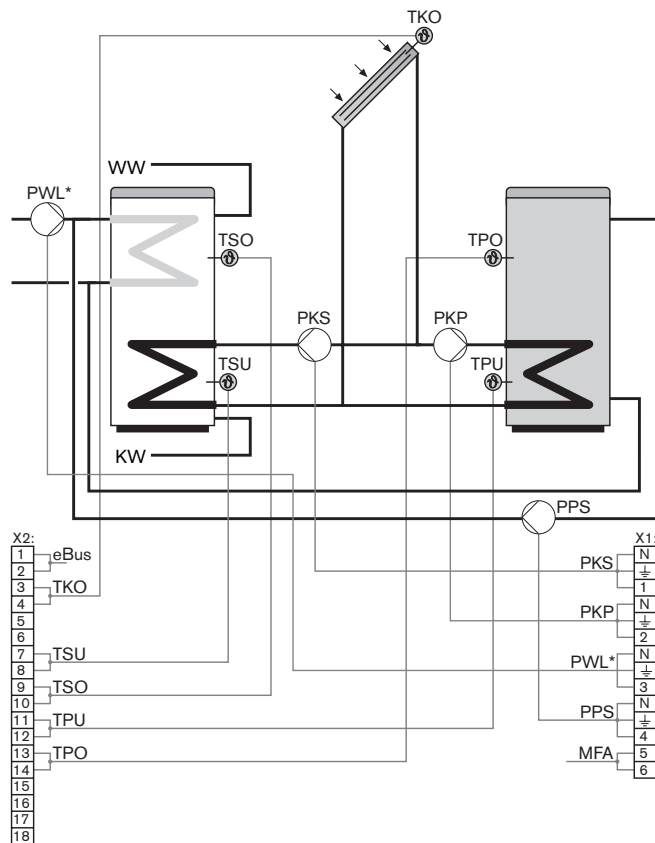 TKO
WW
PWL*
TSO
TPO
PKS
PKP
TSU
TPU
KW
PPS
X2:
1
2
3
4
5
6
7
8
9
10
11
12
13
14
15
16
17
18
eBus
TKO
TSU
TSO
TPU
TPO
X1:
PKS
N
1
PKP
N
2
PWL*
N
3
PPS
N
4
MFA
5
6